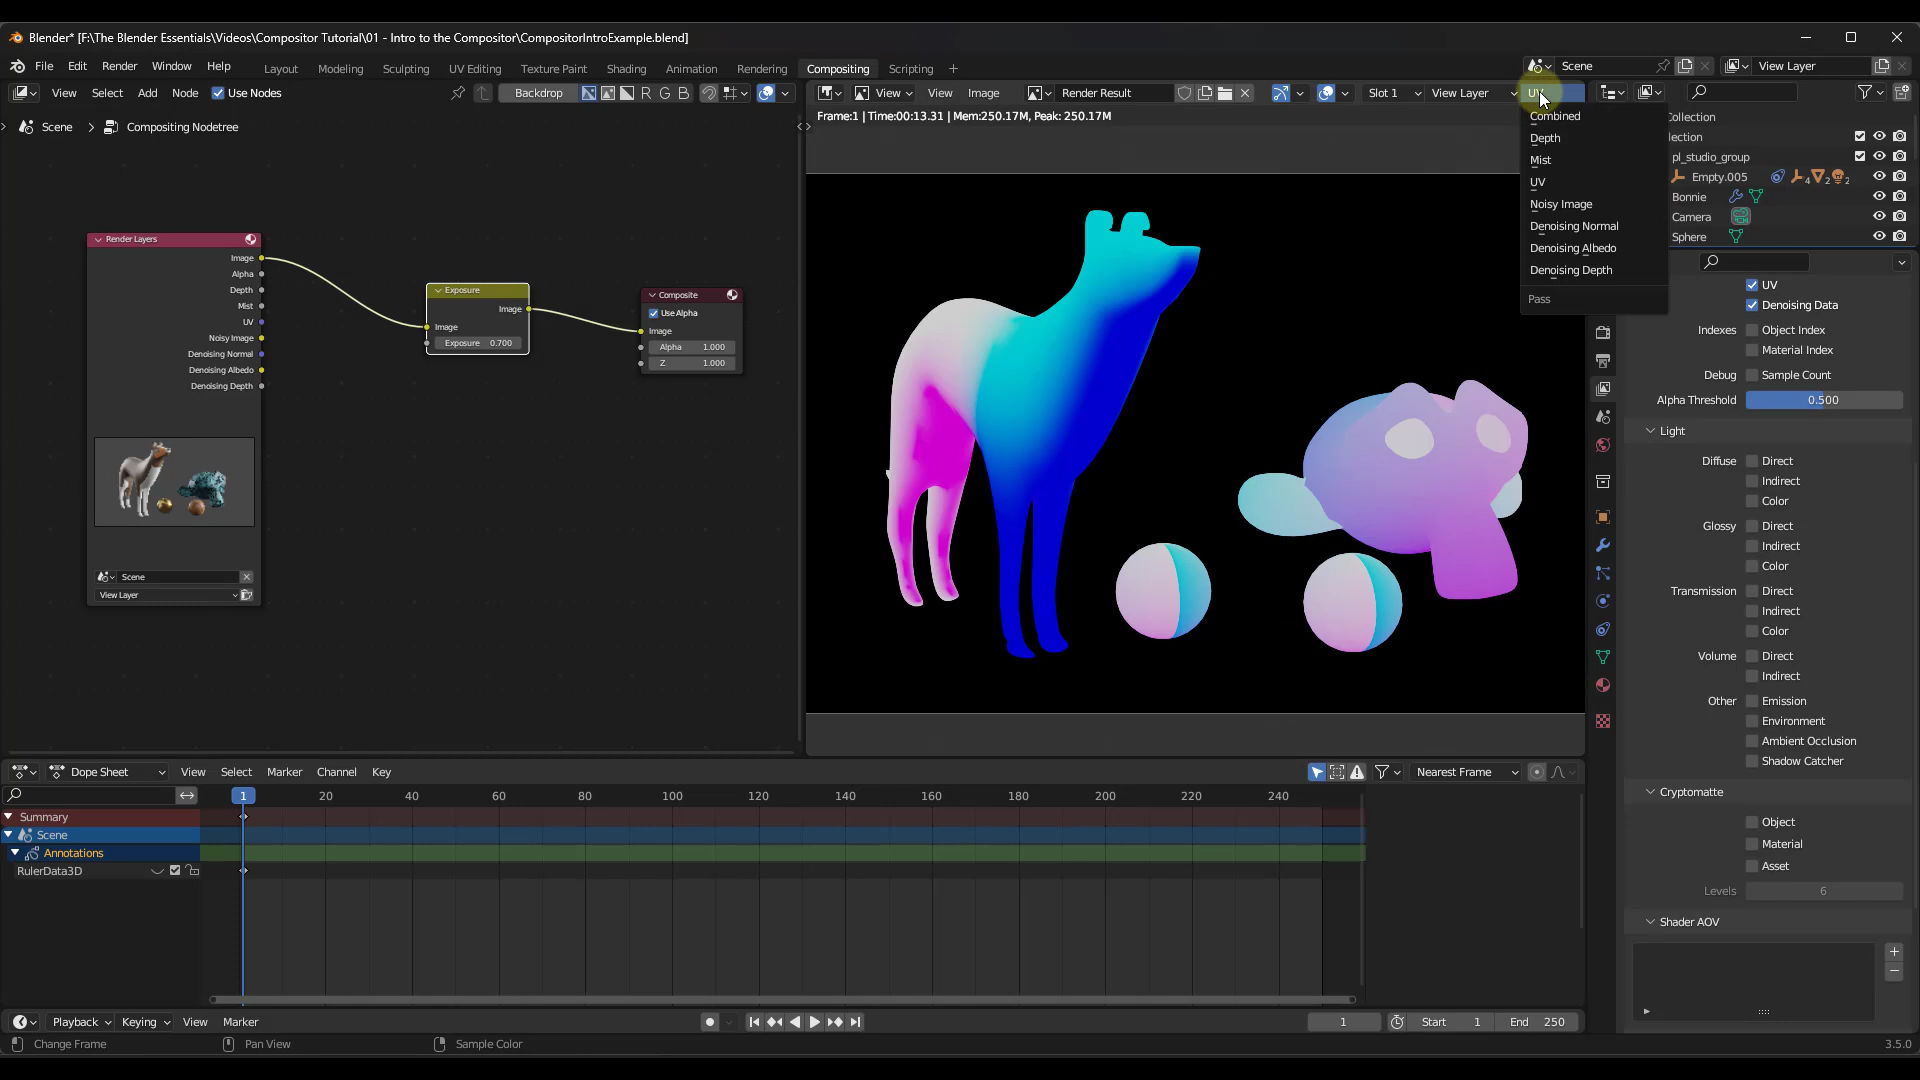 Blender* [F:\The Blender Essentials\Videos\Compositor Tutorial\01 - Intro to the Compositor\CompositorIntroExample.blend]
File Edit Render Window Help Layout Modeling Sculpting UV Editing Texture Paint Shading Animation Rendering Compositing Scripting + Scene View Layer
View Select Add Node Use Nodes Backdrop R G B View View Image Render Result Slot 1 View Layer UV
Frame:1 | Time:00:13.31 | Mem:250.17M, Peak: 250.17M
Scene > Compositing Nodetree
Combined
Depth
Mist
UV
Noisy Image
Denoising Normal
Denoising Albedo
Denoising Depth
Pass
ollection
lection
pl_studio_group
Empty.005 4 2 2
Bonnie
Camera
Sphere
Render Layers
Image
Alpha
Depth
Mist
UV
Noisy Image
Denoising Normal
Denoising Albedo
Denoising Depth
Scene
View Layer
Exposure
Image
Image
Exposure 0.700
Composite
Use Alpha
Image
Alpha 1.000
Z 1.000
UV
Denoising Data
Indexes Object Index
Material Index
Debug Sample Count
Alpha Threshold 0.500
Light
Diffuse Direct
Indirect
Color
Glossy Direct
Indirect
Color
Transmission Direct
Indirect
Color
Volume Direct
Indirect
Other Emission
Environment
Ambient Occlusion
Shadow Catcher
Cryptomatte
Object
Material
Asset
Levels 6
Shader AOV
Dope Sheet View Select Marker Channel Key Nearest Frame
1 20 40 60 80 100 120 140 160 180 200 220 240
Summary
Scene
Annotations
RulerData3D
Playback Keying View Marker 1 Start 1 End 250
Change Frame Pan View Sample Color 3.5.0